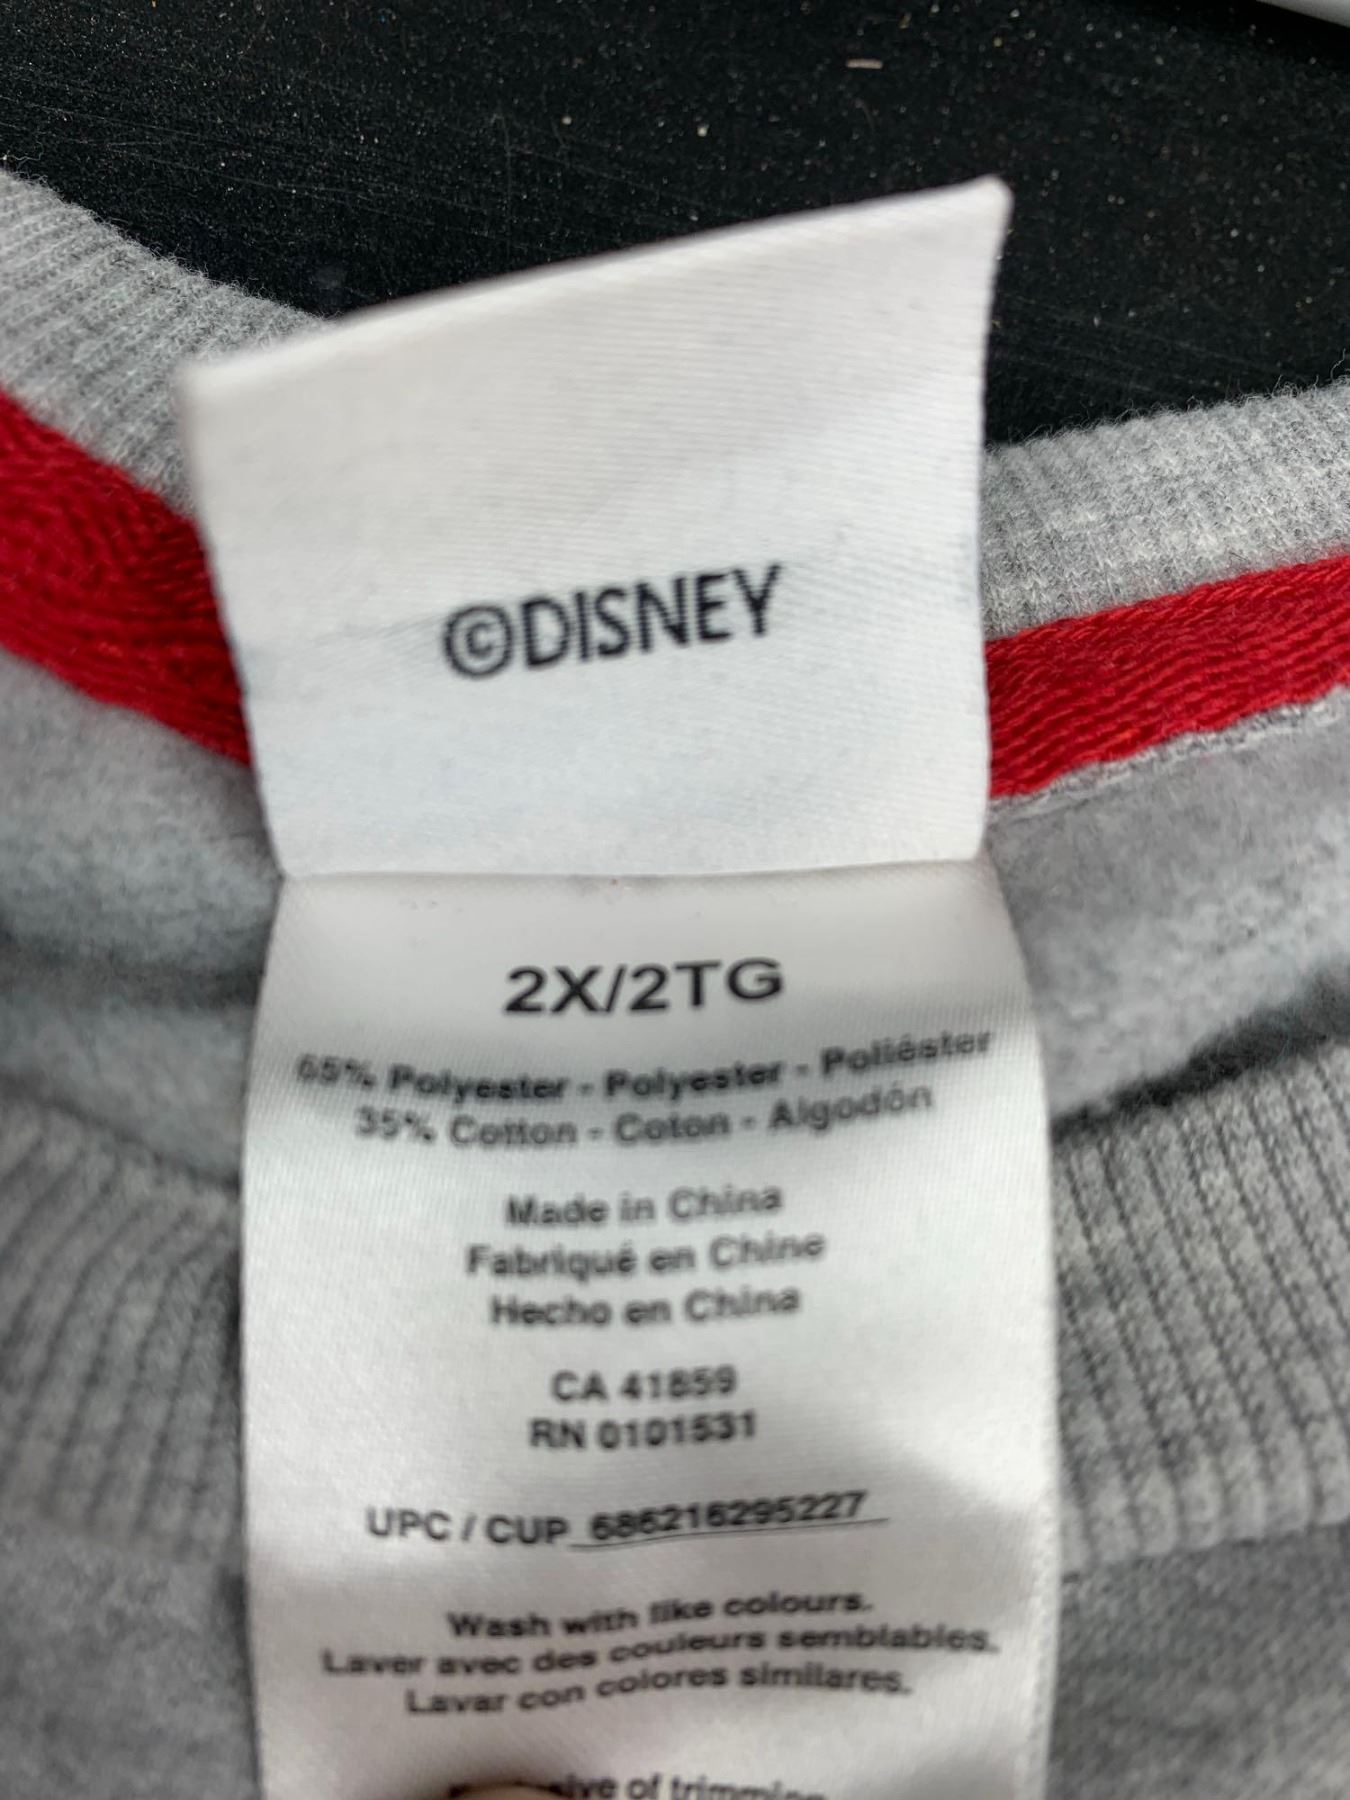 ©DISNEY
2X/2TG
65% Polyester - Polyester - Poliéster
35% Cotton - Coton - Algodón
Made in China
Fabriqué en Chine
Hecho en China
CA 41859
RN 0101531
UPC / CUP 686216295227
Wash with like colours.
Laver avec des couleurs semblables.
Lavar con colores similares.
of